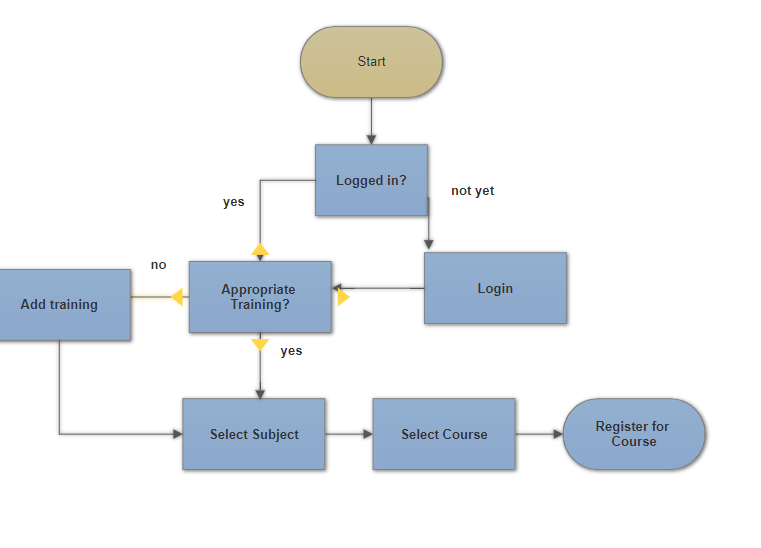 Start
Logged in?
not yet
yes
no
Appropriate
Training?
Login
Add training
yes
Select Subject
Select Course
Register for
Course